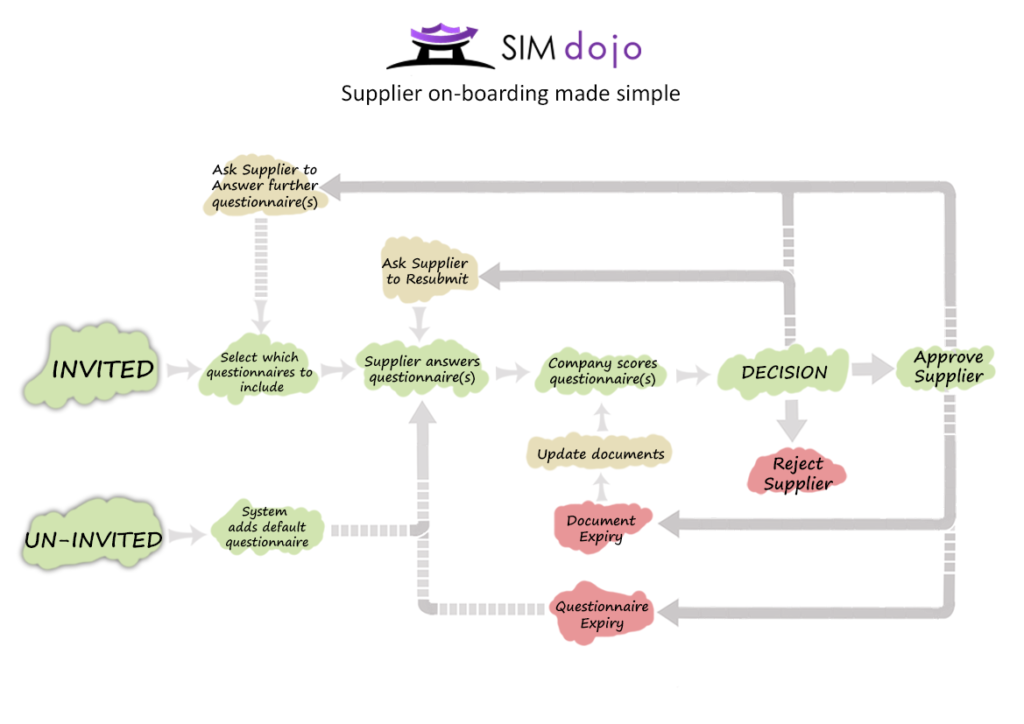 SIM dojo
Supplier on-boarding made simple
Ask Supplier to
Answer further
questionnaire(s)
Ask Supplier
to Resubmit
INVITED
Select which
questionnaires to
include
Supplier answers
questionnaire(s)
Company scores
questionnaire(s)
DECISION
Approve
Supplier
Update documents
Reject
Supplier
UN-INVITED
System
adds default
questionnaire
Document
Expiry
Questionnaire
Expiry